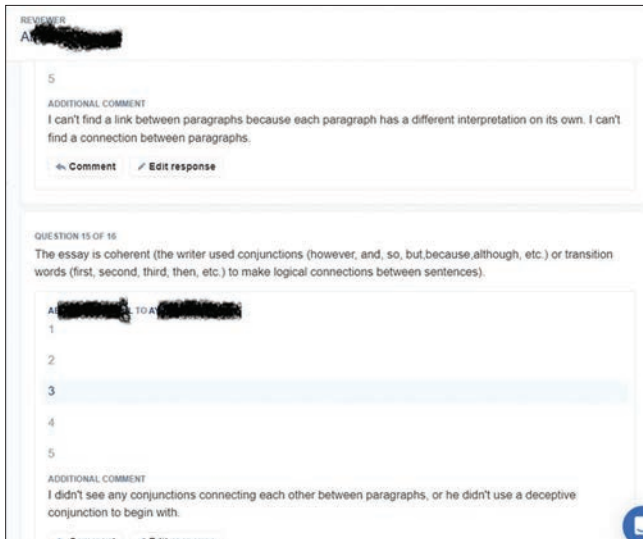 REVIEWER
5
ADDITIONAL COMMENT
I can't find a link between paragraphs because each paragraph has a different interpretation on its own. I can't
find a connection between paragraphs.
Comment Edit response
QUESTION 15 OF 16
The essay is coherent (the writer used conjunctions (however, and, so, but,because,although, etc.) or transition
words (first, second, third, then, etc.) to make logical connections between sentences).
TO
1
2
3
4
5
ADDITIONAL COMMENT
I didn't see any conjunctions connecting each other between paragraphs, or he didn't use a deceptive
conjunction to begin with.